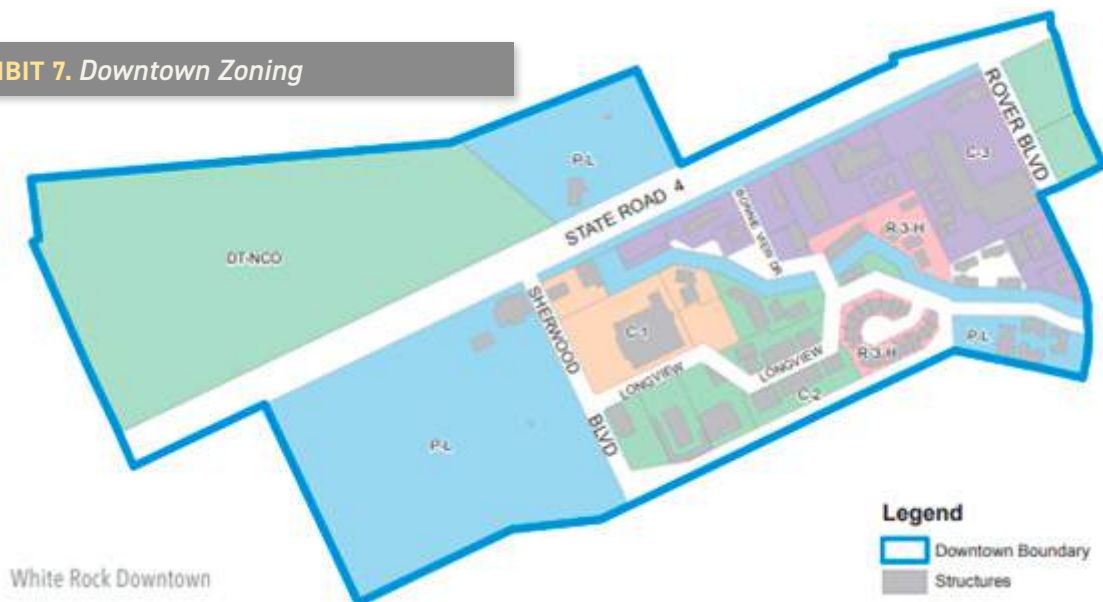 IBIT 7. Downtown Zoning
ROVER BLVD
P-L
C-3
STATE ROAD 4
BONNIE VIEW DR
R-3-H
DT-NCO
SHERWOOD
C-1
P-L
LONGVIEW
LONGVIEW
R-3-H
C-2
BLVD
P-L
Legend
Downtown Boundary
Structures
White Rock Downtown